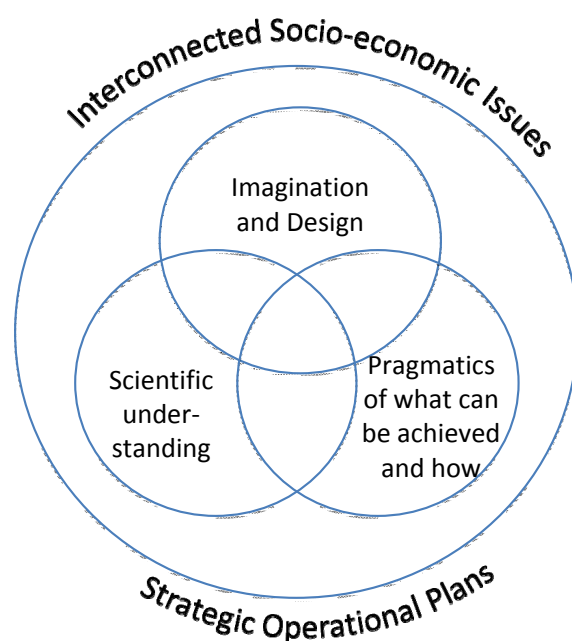 Interconnected Socio-economic Issues
Imagination
and Design
Scientific
under-
standing
Pragmatics
of what can
be achieved
and how
Strategic Operational Plans